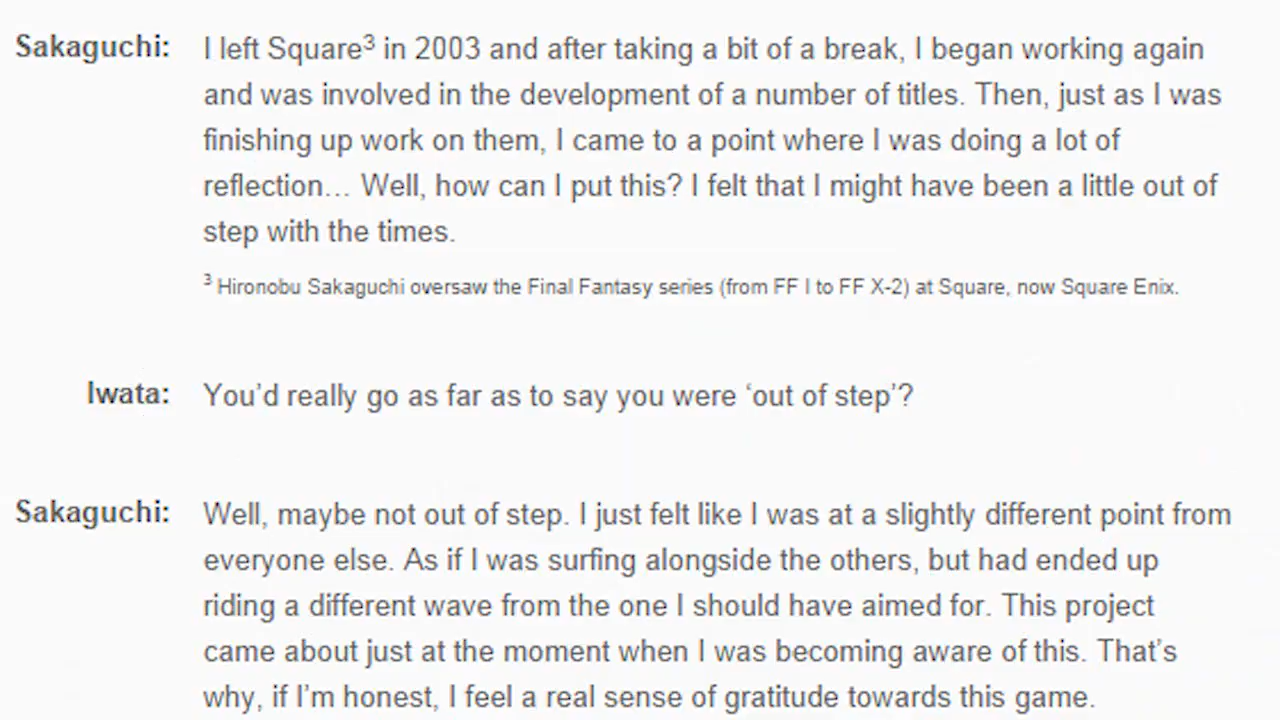 Sakaguchi: I left Square³ in 2003 and after taking a bit of a break, I began working again
and was involved in the development of a number of titles. Then, just as I was
finishing up work on them, I came to a point where I was doing a lot of
reflection... Well, how can I put this? I felt that I might have been a little out of
step with the times.
³ Hironobu Sakaguchi oversaw the Final Fantasy series (from FF I to FF X-2) at Square, now Square Enix.
Iwata: You’d really go as far as to say you were ‘out of step’?
Sakaguchi: Well, maybe not out of step. I just felt like I was at a slightly different point from
everyone else. As if I was surfing alongside the others, but had ended up
riding a different wave from the one I should have aimed for. This project
came about just at the moment when I was becoming aware of this. That’s
why, if I’m honest, I feel a real sense of gratitude towards this game.